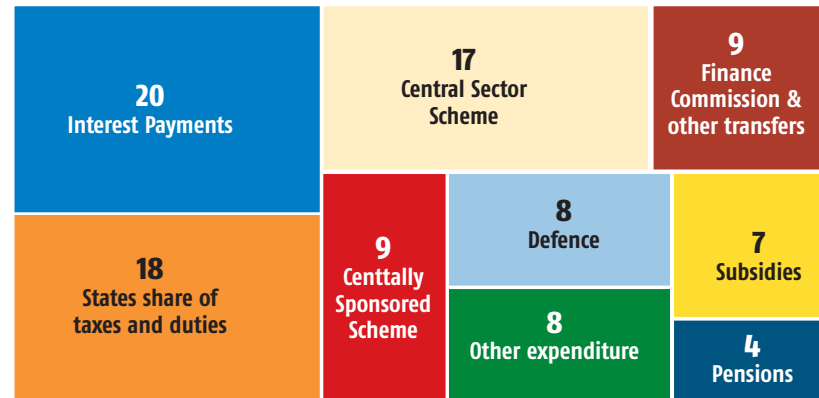 20
Interest Payments
17
Central Sector
Scheme
9
Finance
Commission &
other transfers
18
States share of
taxes and duties
9
Centtally
Sponsored
Scheme
8
Defence
8
Other expenditure
7
Subsidies
4
Pensions